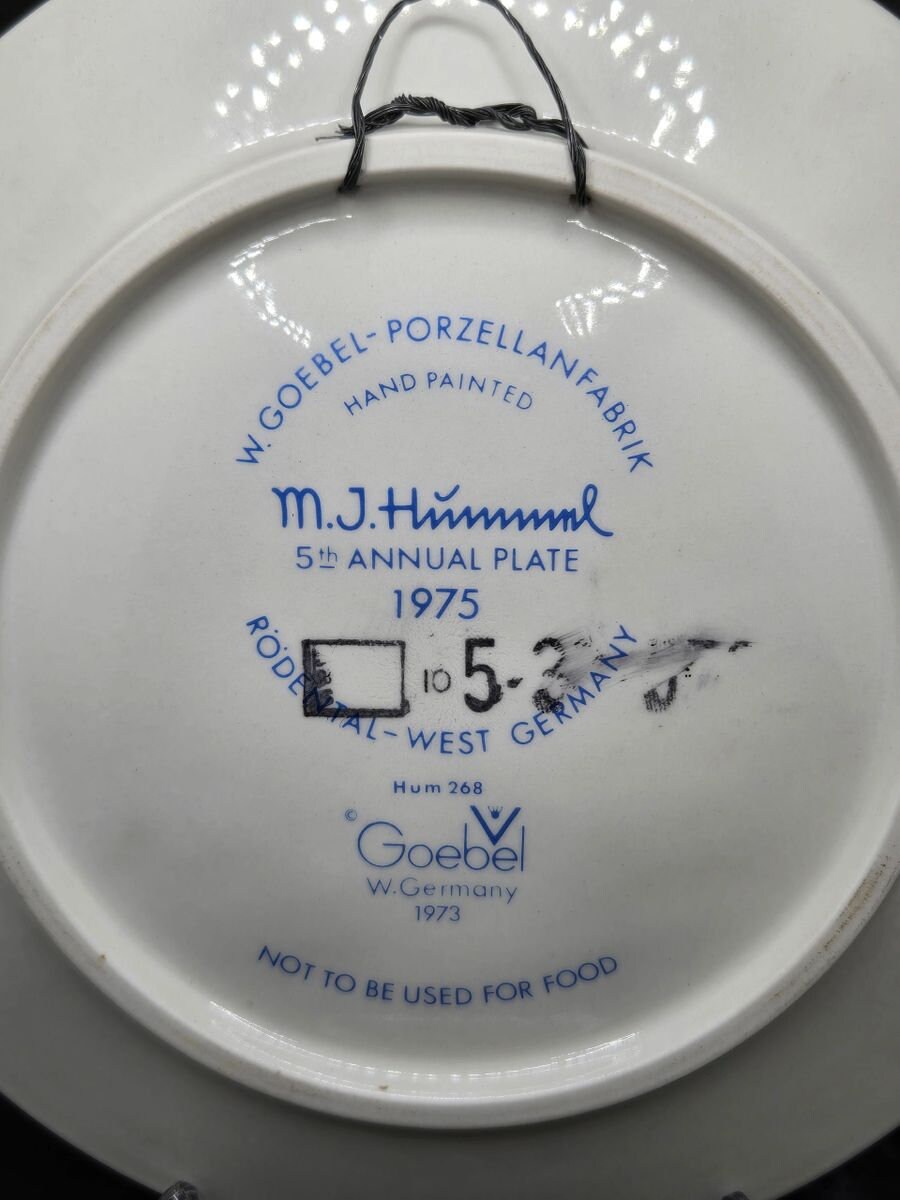 W. GOEBEL-PORZELLANFABRIK
HAND PAINTED
M.J.Hummel
5th ANNUAL PLATE
1975
10 5-
RÖDENTAL-WEST GERMANY
Hum 268
© Goebel
W.Germany
1973
NOT TO BE USED FOR FOOD